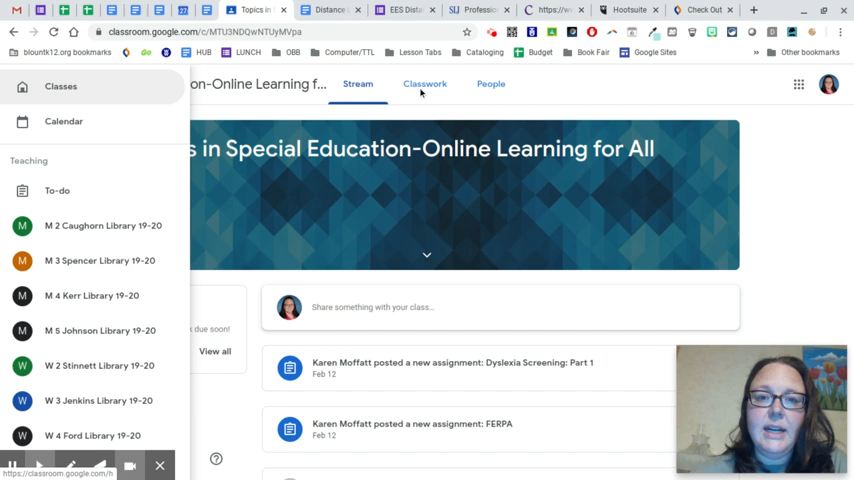 Topics in
Distance
EES Dista
Profession
https://w
Hootsuite
Check Out
classroom.google.com/c/MTU3NDQwNTUyMVpa
blountk12.org bookmarks
Go
HUB
LUNCH
OBB
Computer/TTL
Lesson Tabs
Cataloging
Budget
Book Fair
Google Sites
»
Other bookmarks
Classes
on-Online Learning f...
Stream
Classwork
People
Calendar
Teaching
s in Special Education-Online Learning for All
To-do
M
M 2 Caughorn Library 19-20
M
M 3 Spencer Library 19-20
M
M 4 Kerr Library 19-20
Share something with your class...
M
M 5 Johnson Library 19-20
k due soon!
View all
W
W 2 Stinnett Library 19-20
Karen Moffatt posted a new assignment: Dyslexia Screening: Part 1
Feb 12
W
W 3 Jenkins Library 19-20
Karen Moffatt posted a new assignment: FERPA
Feb 12
W
W 4 Ford Library 19-20
https://classroom.google.com/h